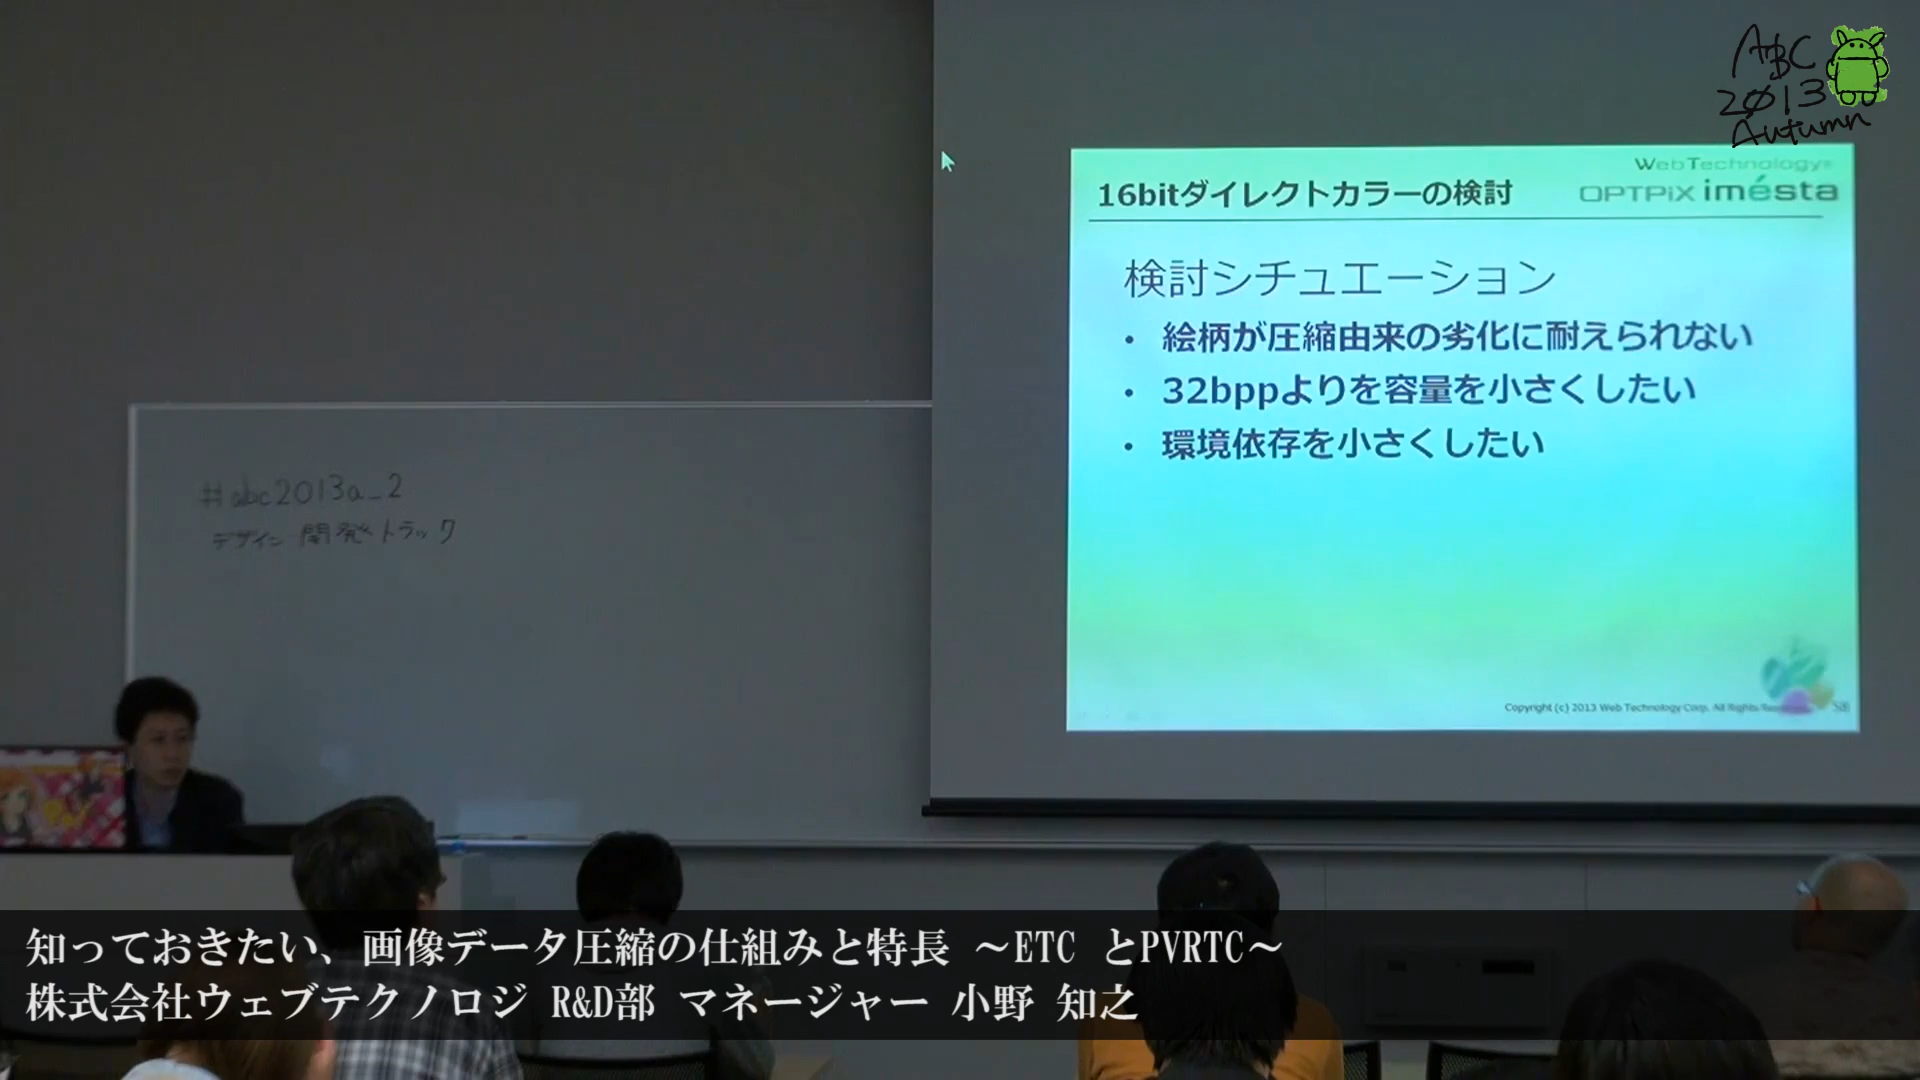 ABC
2013
Autumn
WebTechnology
OPTPiX imésta
16bitダイレクトカラーの検討
検討シチュエーション
• 絵柄が圧縮由来の劣化に耐えられない
• 32bppよりを容量を小さくしたい
• 環境依存を小さくしたい
Copyright (c) 2013 Web Technology Corp. All Rights
#abc2013a_2
デザイン 開発トラック
知っておきたい、画像データ圧縮の仕組みと特長 ～ETC とPVRTC～
株式会社ウェブテクノロジ R&D部 マネージャー 小野 知之